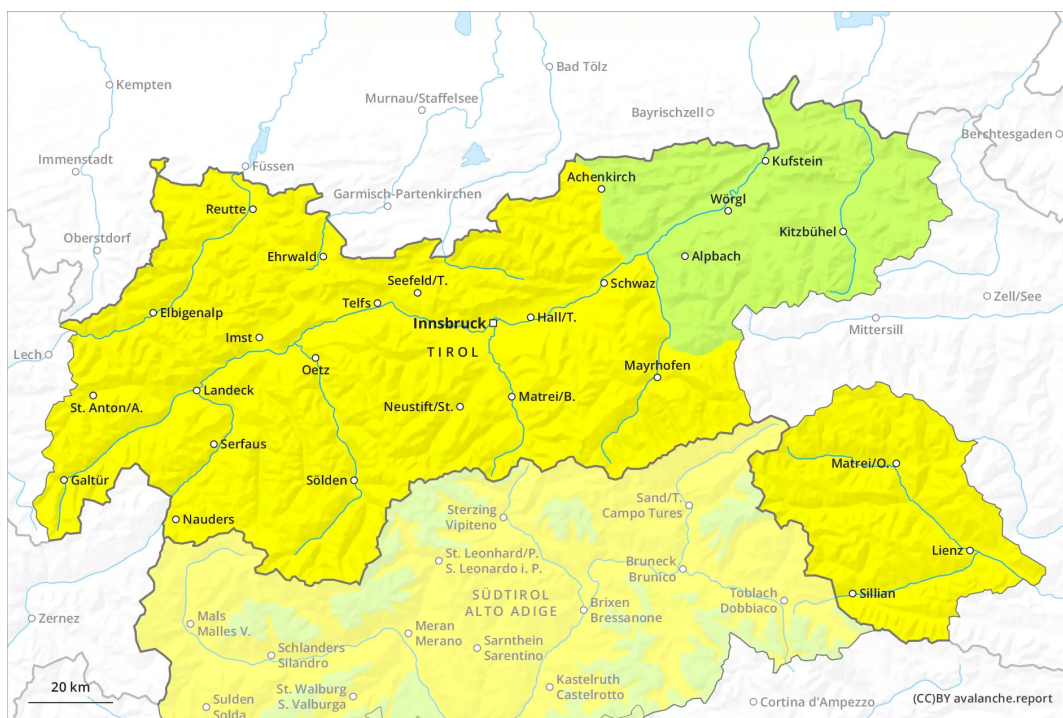 Kempten
Bad Tölz
Murnau/Staffelsee
Bayrischzell
Berchtesgaden
Immenstadt
Füssen
Kufstein
Garmisch-Partenkirchen
Achenkirch
Reutte
Wörgl
Oberstdorf
Kitzbühel
Ehrwald
Alpbach
Seefeld/T.
Schwaz
Zell/See
Telfs
Elbigenalp
Hall/T.
Innsbruck
Mittersill
Imst
TIROL
Lech
Oetz
Mayrhofen
Landeck
St. Anton/A.
Matrei/B.
Neustift/St.
Serfaus
Matrei/O.
Galtür
Sölden
Sand/T.
Campo Tures
Sterzing
Vipiteno
Nauders
Lienz
St. Leonhard/P.
S. Leonardo i. P.
Bruneck
Brunico
Sillian
SÜDTIROL
ALTO ADIGE
Toblach
Dobbiaco
Brixen
Bressanone
Zernez
Mals
Malles V.
Meran
Merano
Sarnthein
Sarentino
Schlanders
Silandro
Kastelruth
Castelrotto
20 km
St. Walburg
S. Valburga
Sulden
Solda
Cortina d'Ampezzo
(CC)BY avalanche.report